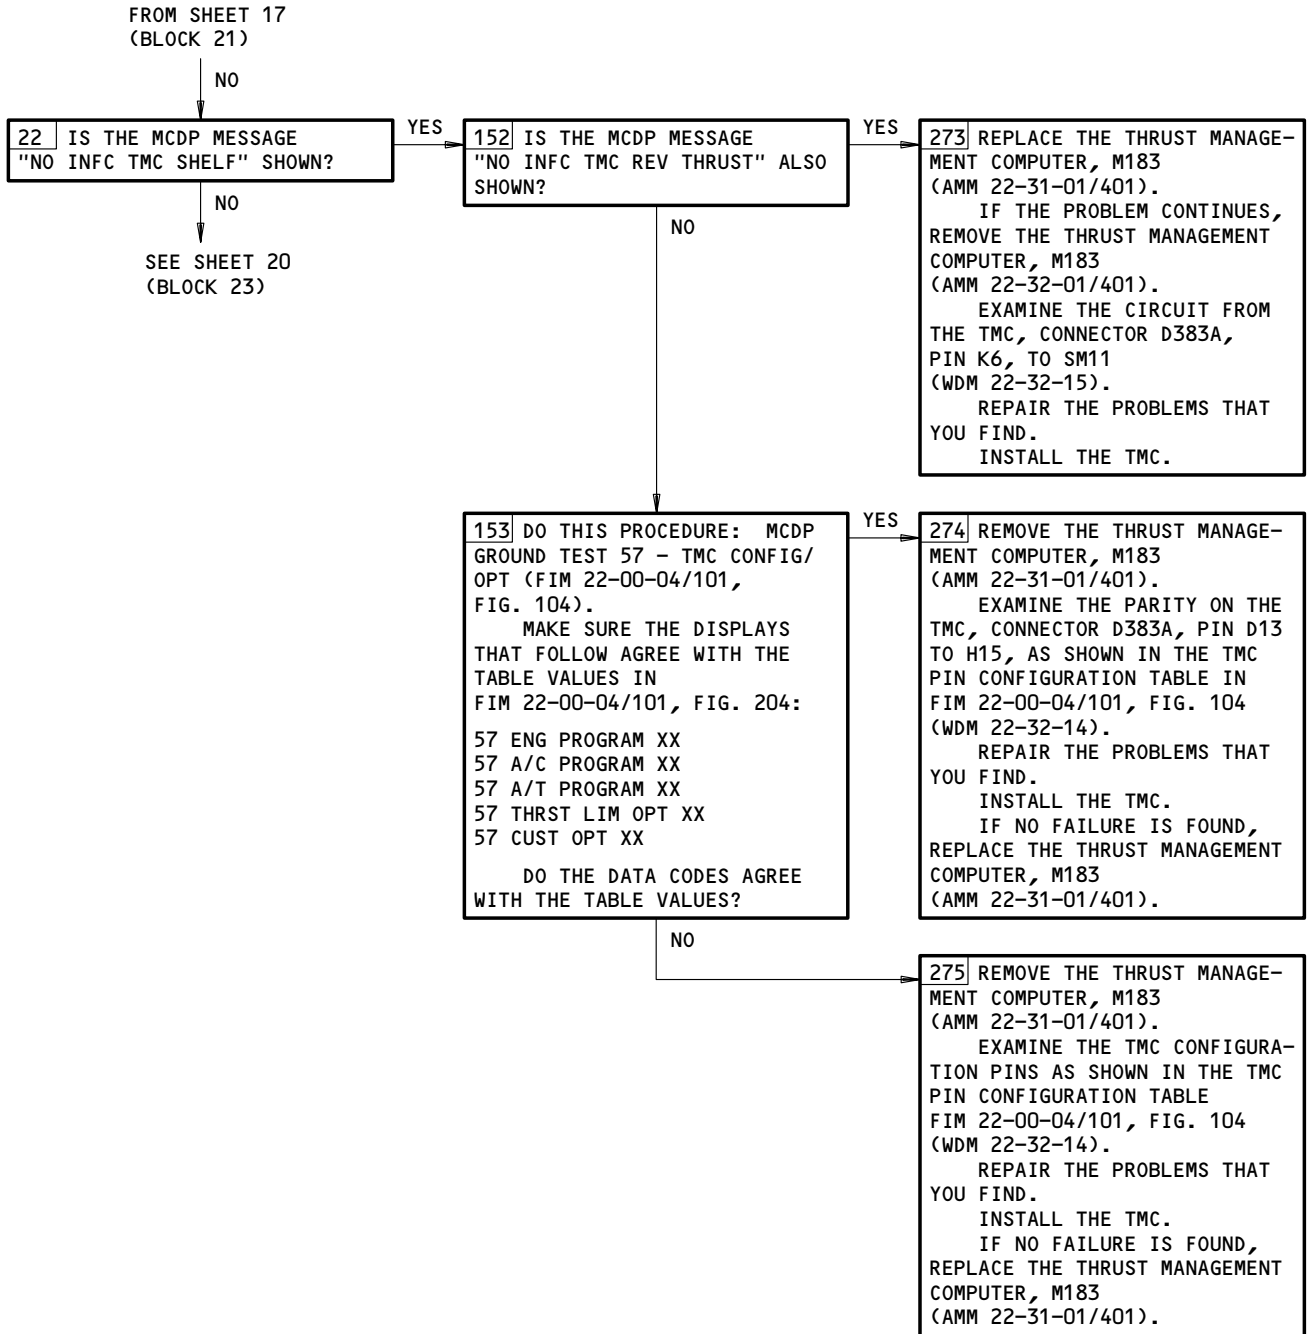 FROM SHEET 17
(BLOCK 21)
NO
22 IS THE MCDP MESSAGE
"NO INFC TMC SHELF" SHOWN?
YES
NO
SEE SHEET 20
(BLOCK 23)
152 IS THE MCDP MESSAGE
"NO INFC TMC REV THRUST" ALSO
SHOWN?
YES
NO
273 REPLACE THE THRUST MANAGE-
MENT COMPUTER, M183
(AMM 22-31-01/401).
IF THE PROBLEM CONTINUES,
REMOVE THE THRUST MANAGEMENT
COMPUTER, M183
(AMM 22-32-01/401).
EXAMINE THE CIRCUIT FROM
THE TMC, CONNECTOR D383A,
PIN K6, TO SM11
(WDM 22-32-15).
REPAIR THE PROBLEMS THAT
YOU FIND.
INSTALL THE TMC.
153 DO THIS PROCEDURE: MCDP
GROUND TEST 57 - TMC CONFIG/
OPT (FIM 22-00-04/101,
FIG. 104).
MAKE SURE THE DISPLAYS
THAT FOLLOW AGREE WITH THE
TABLE VALUES IN
FIM 22-00-04/101, FIG. 204:
57 ENG PROGRAM XX
57 A/C PROGRAM XX
57 A/T PROGRAM XX
57 THRST LIM OPT XX
57 CUST OPT XX
DO THE DATA CODES AGREE
WITH THE TABLE VALUES?
YES
NO
274 REMOVE THE THRUST MANAGE-
MENT COMPUTER, M183
(AMM 22-31-01/401).
EXAMINE THE PARITY ON THE
TMC, CONNECTOR D383A, PIN D13
TO H15, AS SHOWN IN THE TMC
PIN CONFIGURATION TABLE IN
FIM 22-00-04/101, FIG. 104
(WDM 22-32-14).
REPAIR THE PROBLEMS THAT
YOU FIND.
INSTALL THE TMC.
IF NO FAILURE IS FOUND,
REPLACE THE THRUST MANAGEMENT
COMPUTER, M183
(AMM 22-31-01/401).
275 REMOVE THE THRUST MANAGE-
MENT COMPUTER, M183
(AMM 22-31-01/401).
EXAMINE THE TMC CONFIGURA-
TION PINS AS SHOWN IN THE TMC
PIN CONFIGURATION TABLE
FIM 22-00-04/101, FIG. 104
(WDM 22-32-14).
REPAIR THE PROBLEMS THAT
YOU FIND.
INSTALL THE TMC.
IF NO FAILURE IS FOUND,
REPLACE THE THRUST MANAGEMENT
COMPUTER, M183
(AMM 22-31-01/401).